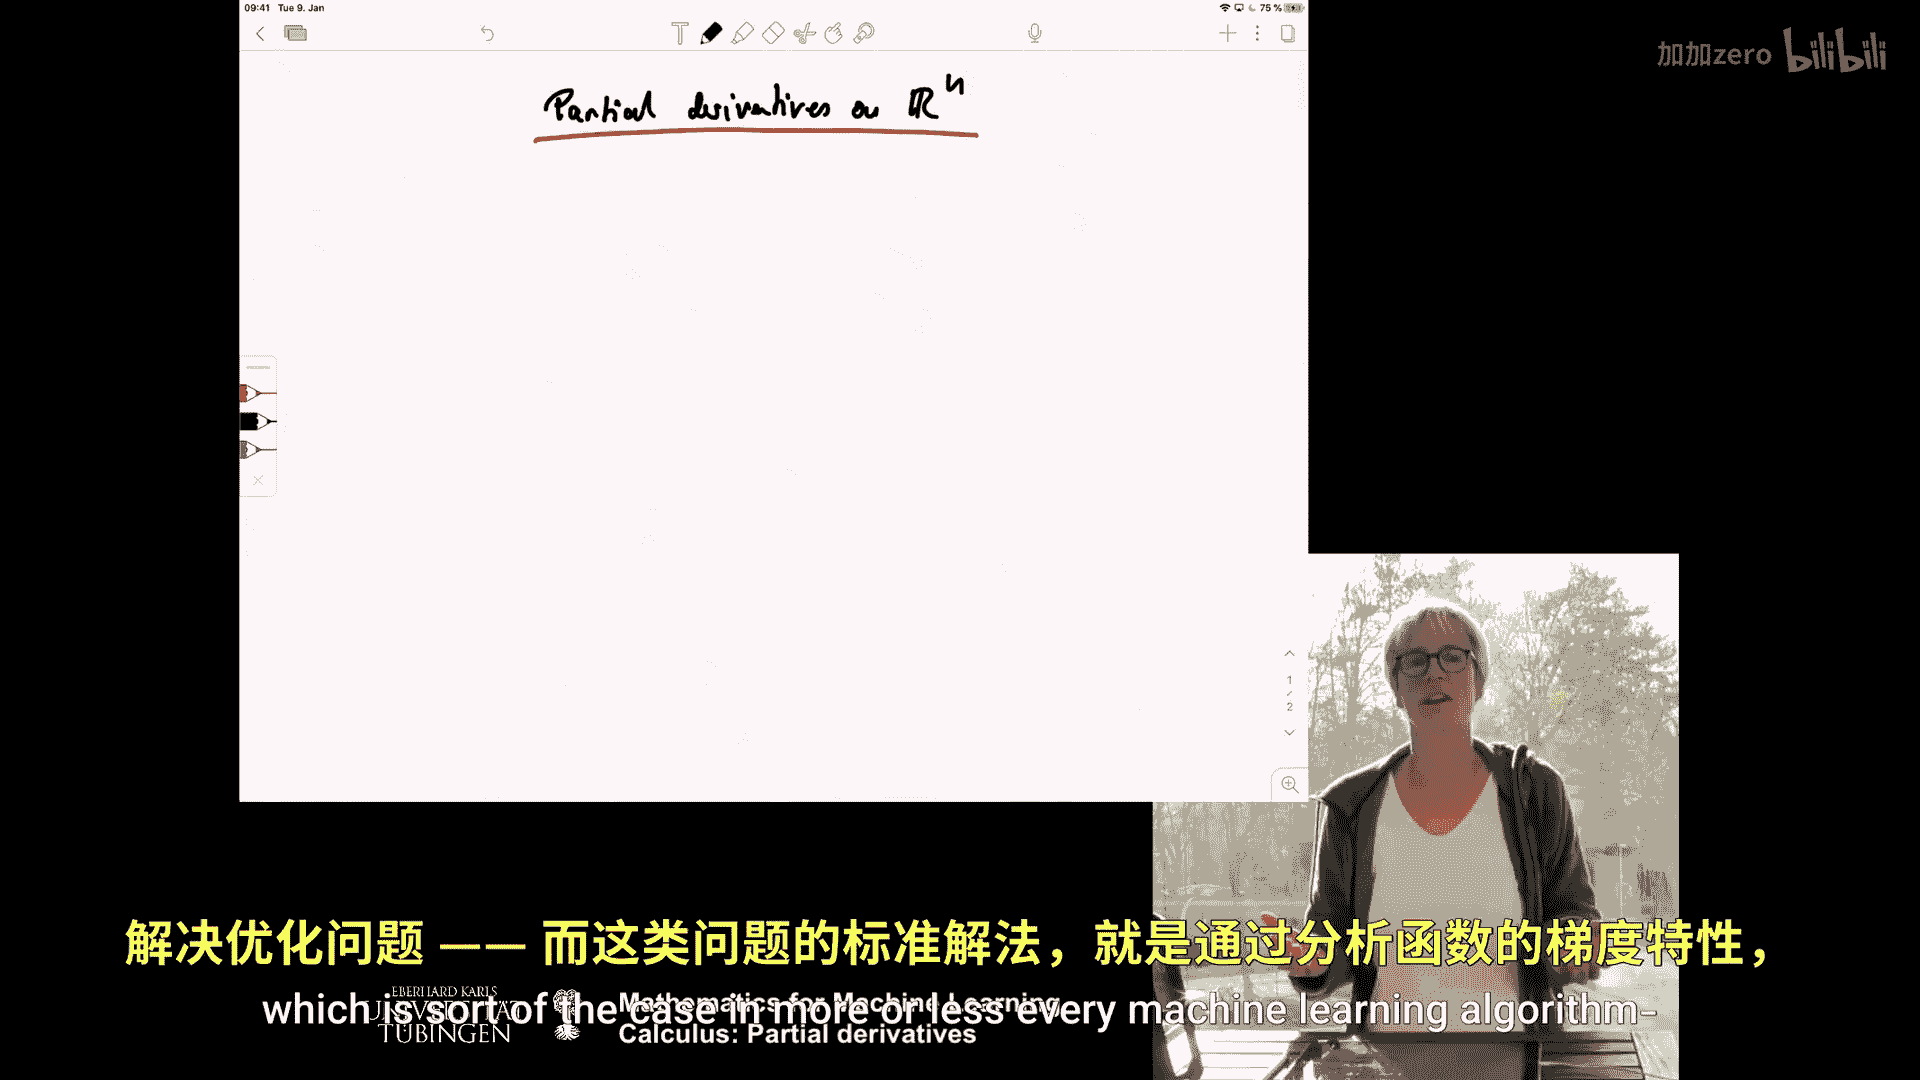 09:41 Tue 9. Jan
75 %
加加zero bilibili
Partial derivatives on ℝⁿ
1
/
2
解决优化问题 —— 而这类问题的标准解法，就是通过分析函数的梯度特性，
which is sort of the case in more or less every machine learning algorithm-
EBERHARD KARLS
UNIVERSITÄT
TÜBINGEN
Mathematics for Machine Learning
Calculus: Partial derivatives